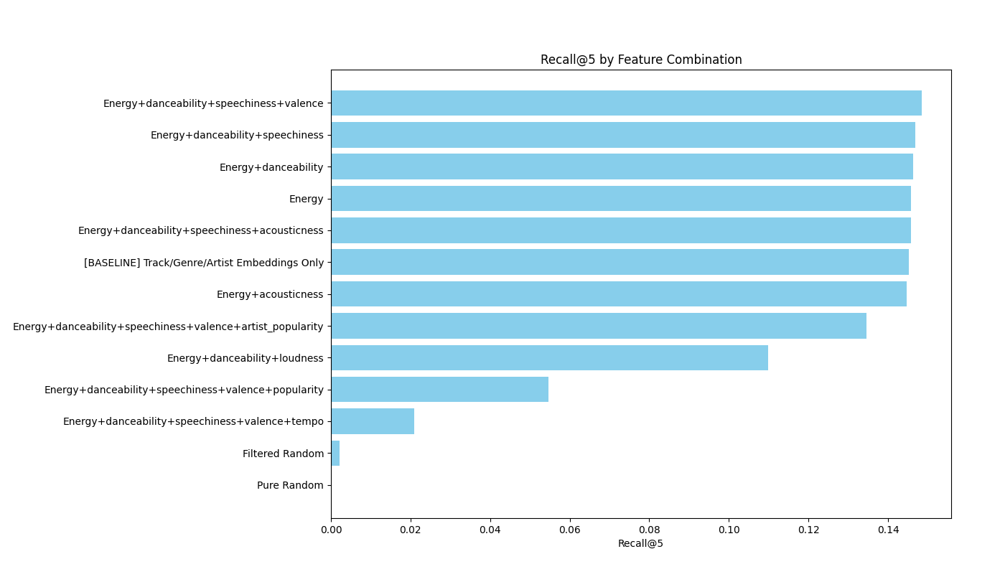 Recall@5 by Feature Combination
Energy+danceability+speechiness+valence
Energy+danceability+speechiness
Energy+danceability
Energy
Energy+danceability+speechiness+acousticness
[BASELINE] Track/Genre/Artist Embeddings Only
Energy+acousticness
Energy+danceability+speechiness+valence+artist_popularity
Energy+danceability+loudness
Energy+danceability+speechiness+valence+popularity
Energy+danceability+speechiness+valence+tempo
Filtered Random
Pure Random
0.00 0.02 0.04 0.06 0.08 0.10 0.12 0.14
Recall@5